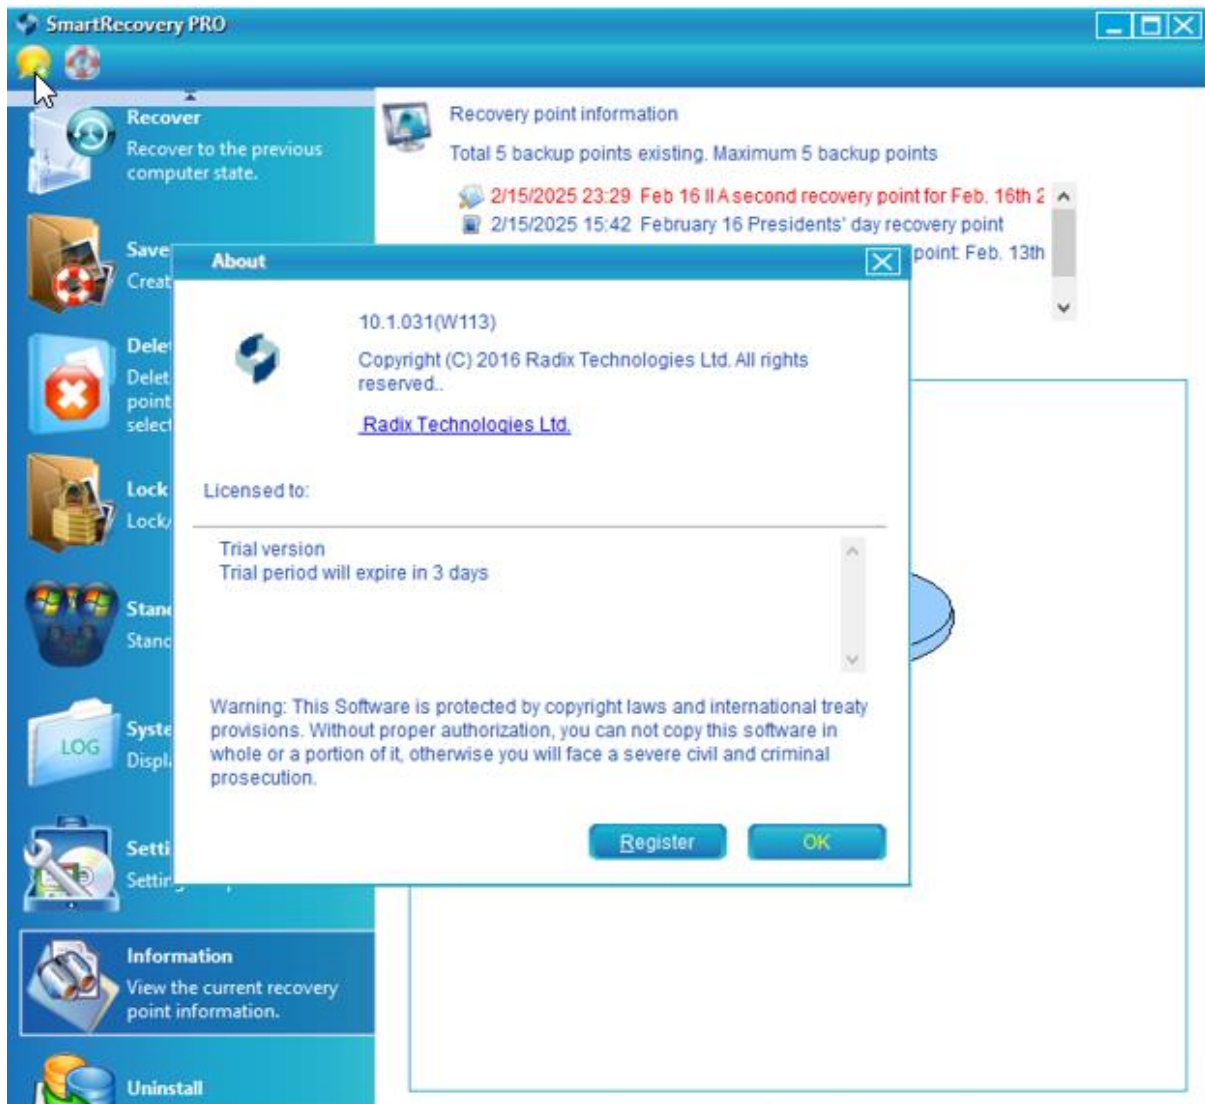 SmartRecovery PRO
Recover
Recover to the previous
computer state.
Save
Creat
Delet
point
select
Lock
Lock
Stand
Stand
LOG
Syste
Displ
Setti
Setti
Information
View the current recovery
point information.
Uninstall
Recovery point information
Total 5 backup points existing. Maximum 5 backup points
2/15/2025 23:29 Feb 16 II A second recovery point for Feb. 16th 2
2/15/2025 15:42 February 16 Presidents' day recovery point
point: Feb. 13th
About
10.1.031(W113)
Copyright (C) 2016 Radix Technologies Ltd. All rights
reserved..
Radix Technologies Ltd.
Licensed to:
Trial version
Trial period will expire in 3 days
Warning: This Software is protected by copyright laws and international treaty
provisions. Without proper authorization, you can not copy this software in
whole or a portion of it, otherwise you will face a severe civil and criminal
prosecution.
Register
OK